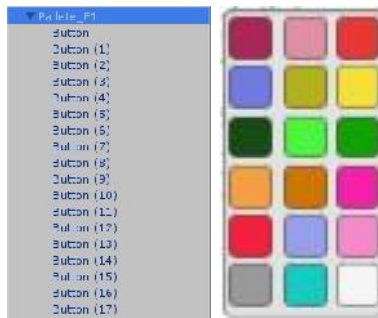 Pallete_F1
Button
Button (1)
Button (2)
Button (3)
Button (4)
Button (5)
Button (6)
Button (7)
Button (8)
Button (9)
Button (10)
Button (11)
Button (12)
Button (13)
Button (14)
Button (15)
Button (16)
Button (17)